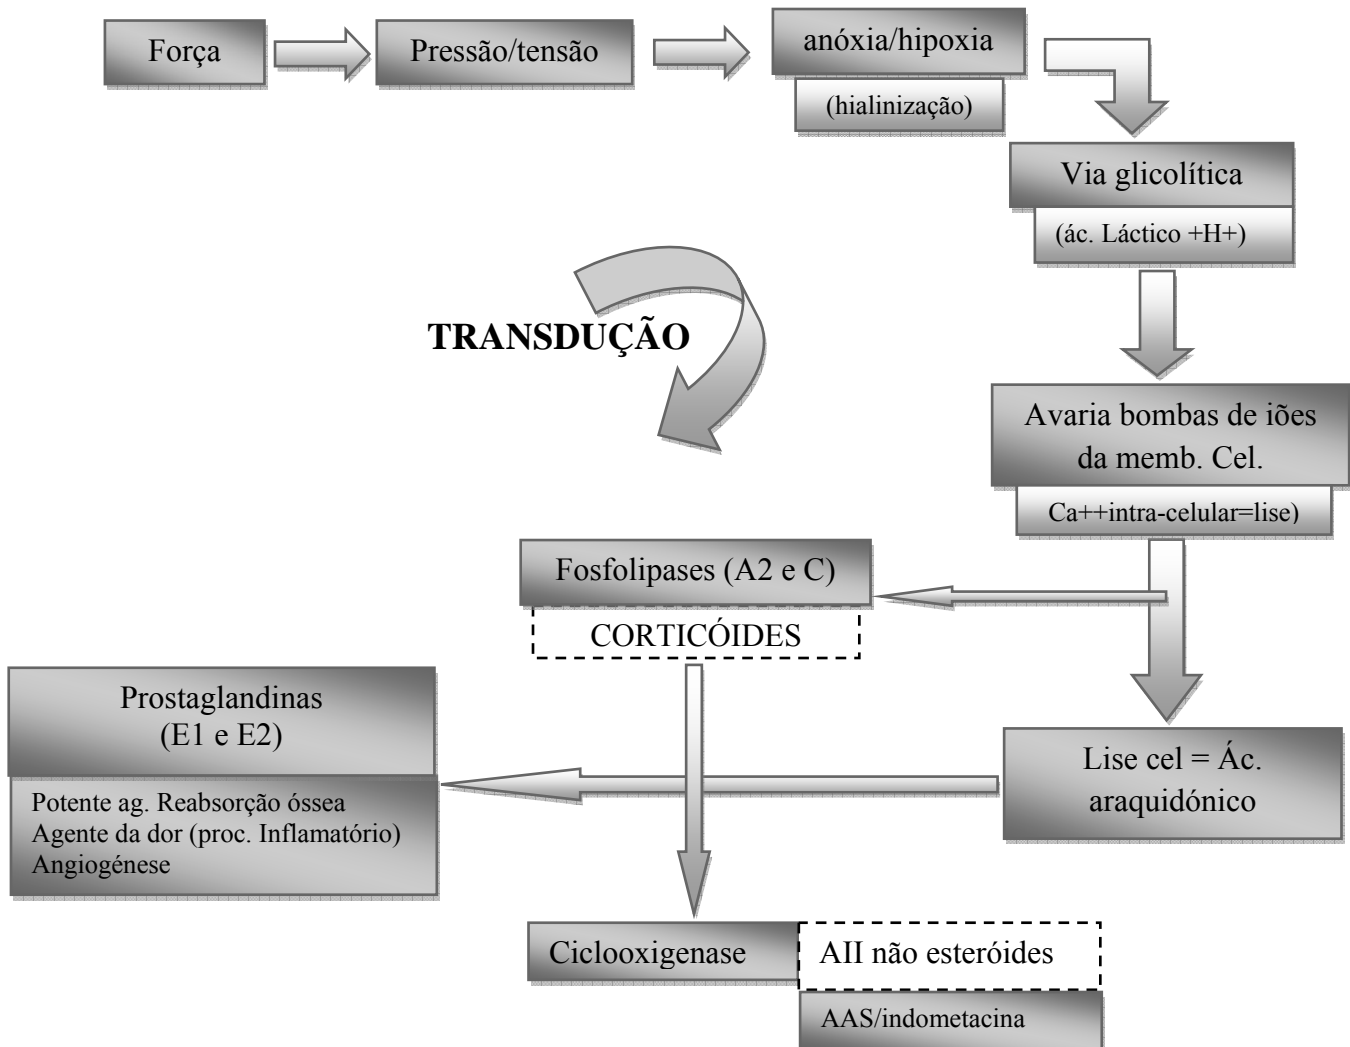 Força
Pressão/tensão
anóxia/hipoxia
(hialinização)
Via glicolítica
(ác. Láctico +H+)
TRANSDUÇÃO
Avaria bombas de iões
da memb. Cel.
Ca++intra-celular=lise)
Fosfolipases (A2 e C)
CORTICÓIDES
Prostaglandinas
(E1 e E2)
Potente ag. Reabsorção óssea
Agente da dor (proc. Inflamatório)
Angiogénese
Lise cel = Ác.
araquidónico
Ciclooxigenase
AII não esteróides
AAS/indometacina